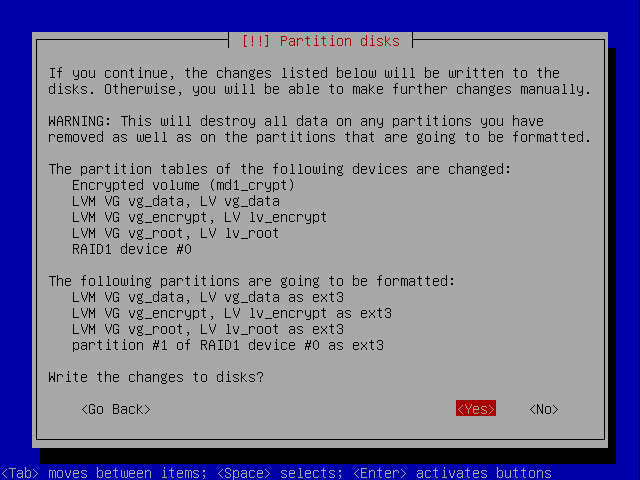 [!!] Partition disks
If you continue, the changes listed below will be written to the
disks. Otherwise, you will be able to make further changes manually.
WARNING: This will destroy all data on any partitions you have
removed as well as on the partitions that are going to be formatted.
The partition tables of the following devices are changed:
Encrypted volume (md1_crypt)
LVM VG vg_data, LV vg_data
LVM VG vg_encrypt, LV lv_encrypt
LVM VG vg_root, LV lv_root
RAID1 device #0
The following partitions are going to be formatted:
LVM VG vg_data, LV vg_data as ext3
LVM VG vg_encrypt, LV lv_encrypt as ext3
LVM VG vg_root, LV lv_root as ext3
partition #1 of RAID1 device #0 as ext3
Write the changes to disks?
<Go Back> <Yes> <No>
<Tab> moves between items; <Space> selects; <Enter> activates buttons